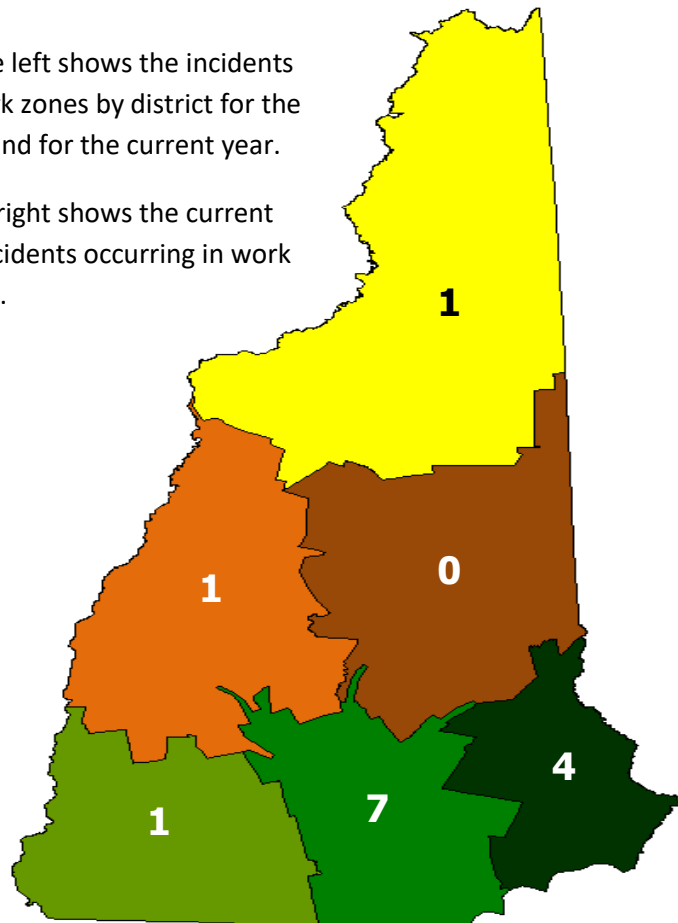 left shows the incidents
zones by district for the
nd for the current year.
right shows the current
cidents occurring in work
.
1
1
0
1
7
4